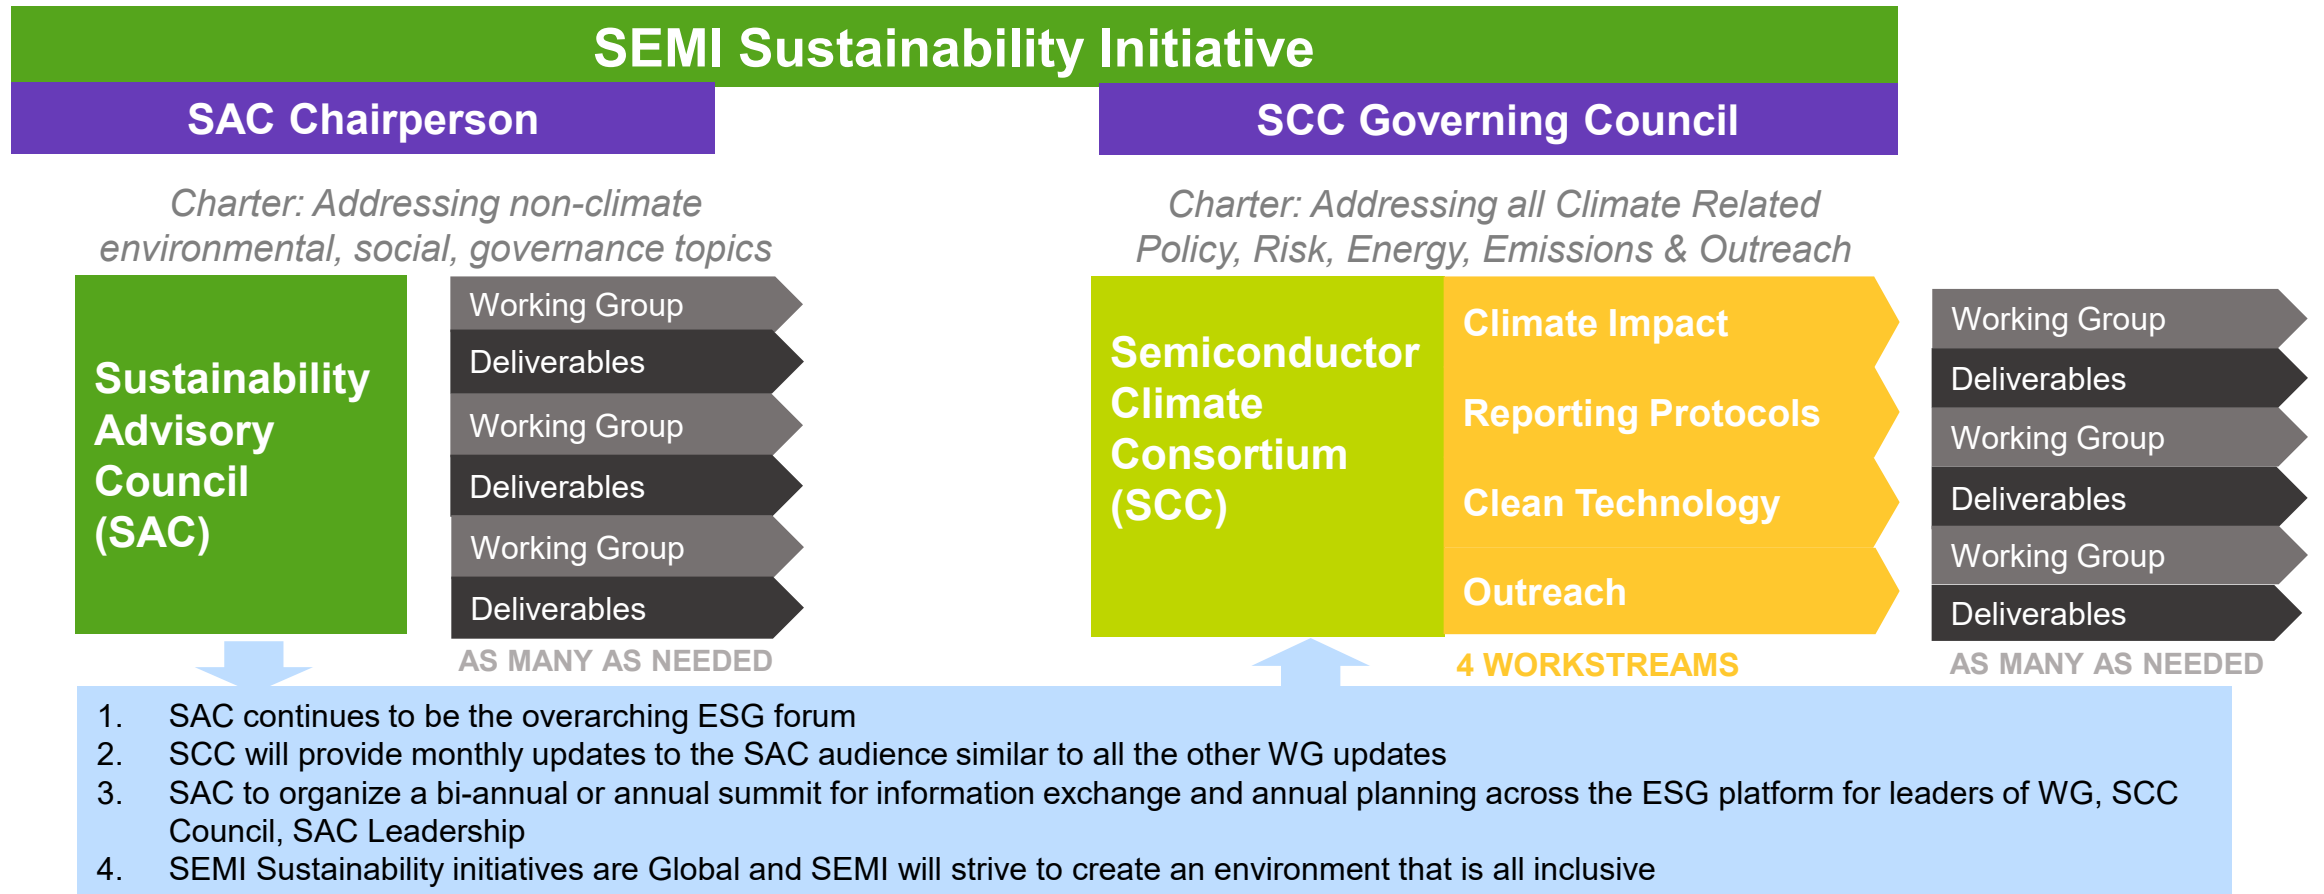 SEMI Sustainability Initiative
SAC Chairperson
Charter: Addressing non-climate
environmental, social, governance topics
Sustainability
Advisory
Council
(SAC)
Working Group
Deliverables
Working Group
Deliverables
Working Group
Deliverables
AS MANY AS NEEDED
SCC Governing Council
Charter: Addressing all Climate Related
Policy, Risk, Energy, Emissions & Outreach
Semiconductor
Climate
Consortium
(SCC)
Climate Impact
Reporting Protocols
Clean Technology
Outreach
4 WORKSTREAMS
Working Group
Deliverables
Working Group
Deliverables
Working Group
Deliverables
AS MANY AS NEEDED
1. SAC continues to be the overarching ESG forum
2. SCC will provide monthly updates to the SAC audience similar to all the other WG updates
3. SAC to organize a bi-annual or annual summit for information exchange and annual planning across the ESG platform for leaders of WG, SCC
Council, SAC Leadership
4. SEMI Sustainability initiatives are Global and SEMI will strive to create an environment that is all inclusive